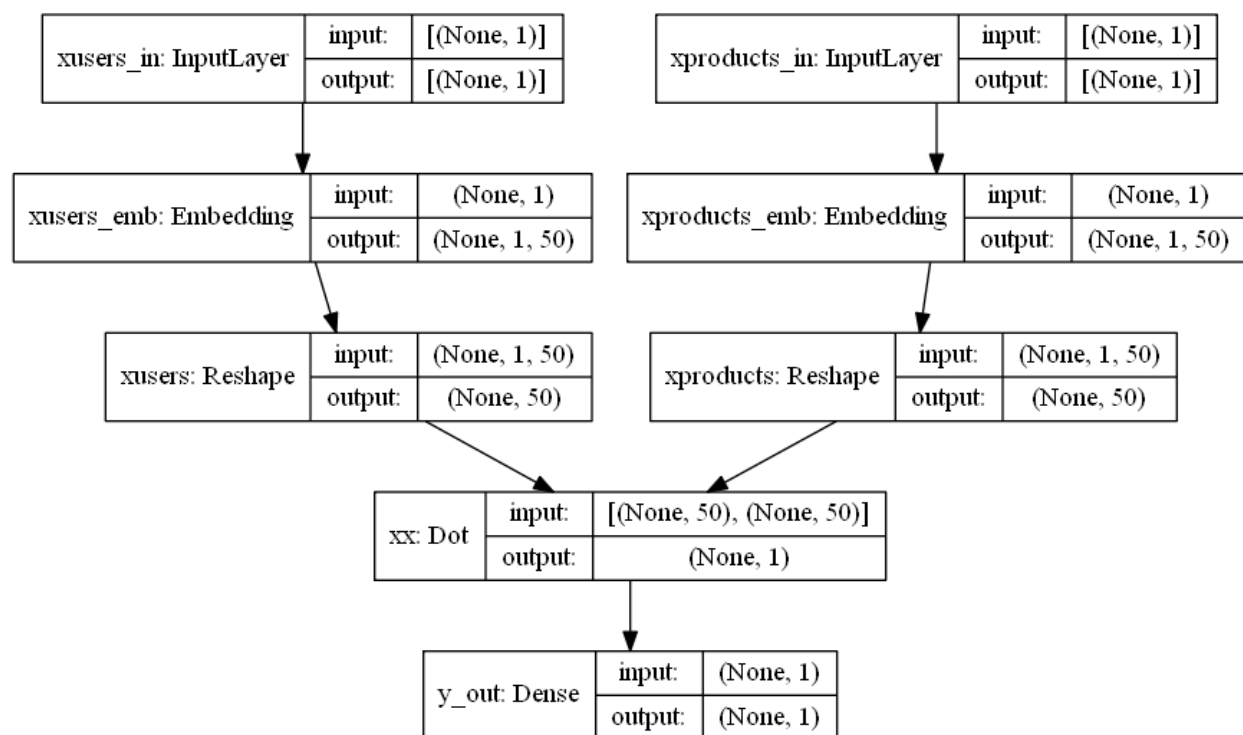 xusers_in: InputLayer
input: [(None, 1)]
output: [(None, 1)]
xproducts_in: InputLayer
input: [(None, 1)]
output: [(None, 1)]
xusers_emb: Embedding
input: (None, 1)
output: (None, 1, 50)
xproducts_emb: Embedding
input: (None, 1)
output: (None, 1, 50)
xusers: Reshape
input: (None, 1, 50)
output: (None, 50)
xproducts: Reshape
input: (None, 1, 50)
output: (None, 50)
xx: Dot
input: [(None, 50), (None, 50)]
output: (None, 1)
y_out: Dense
input: (None, 1)
output: (None, 1)